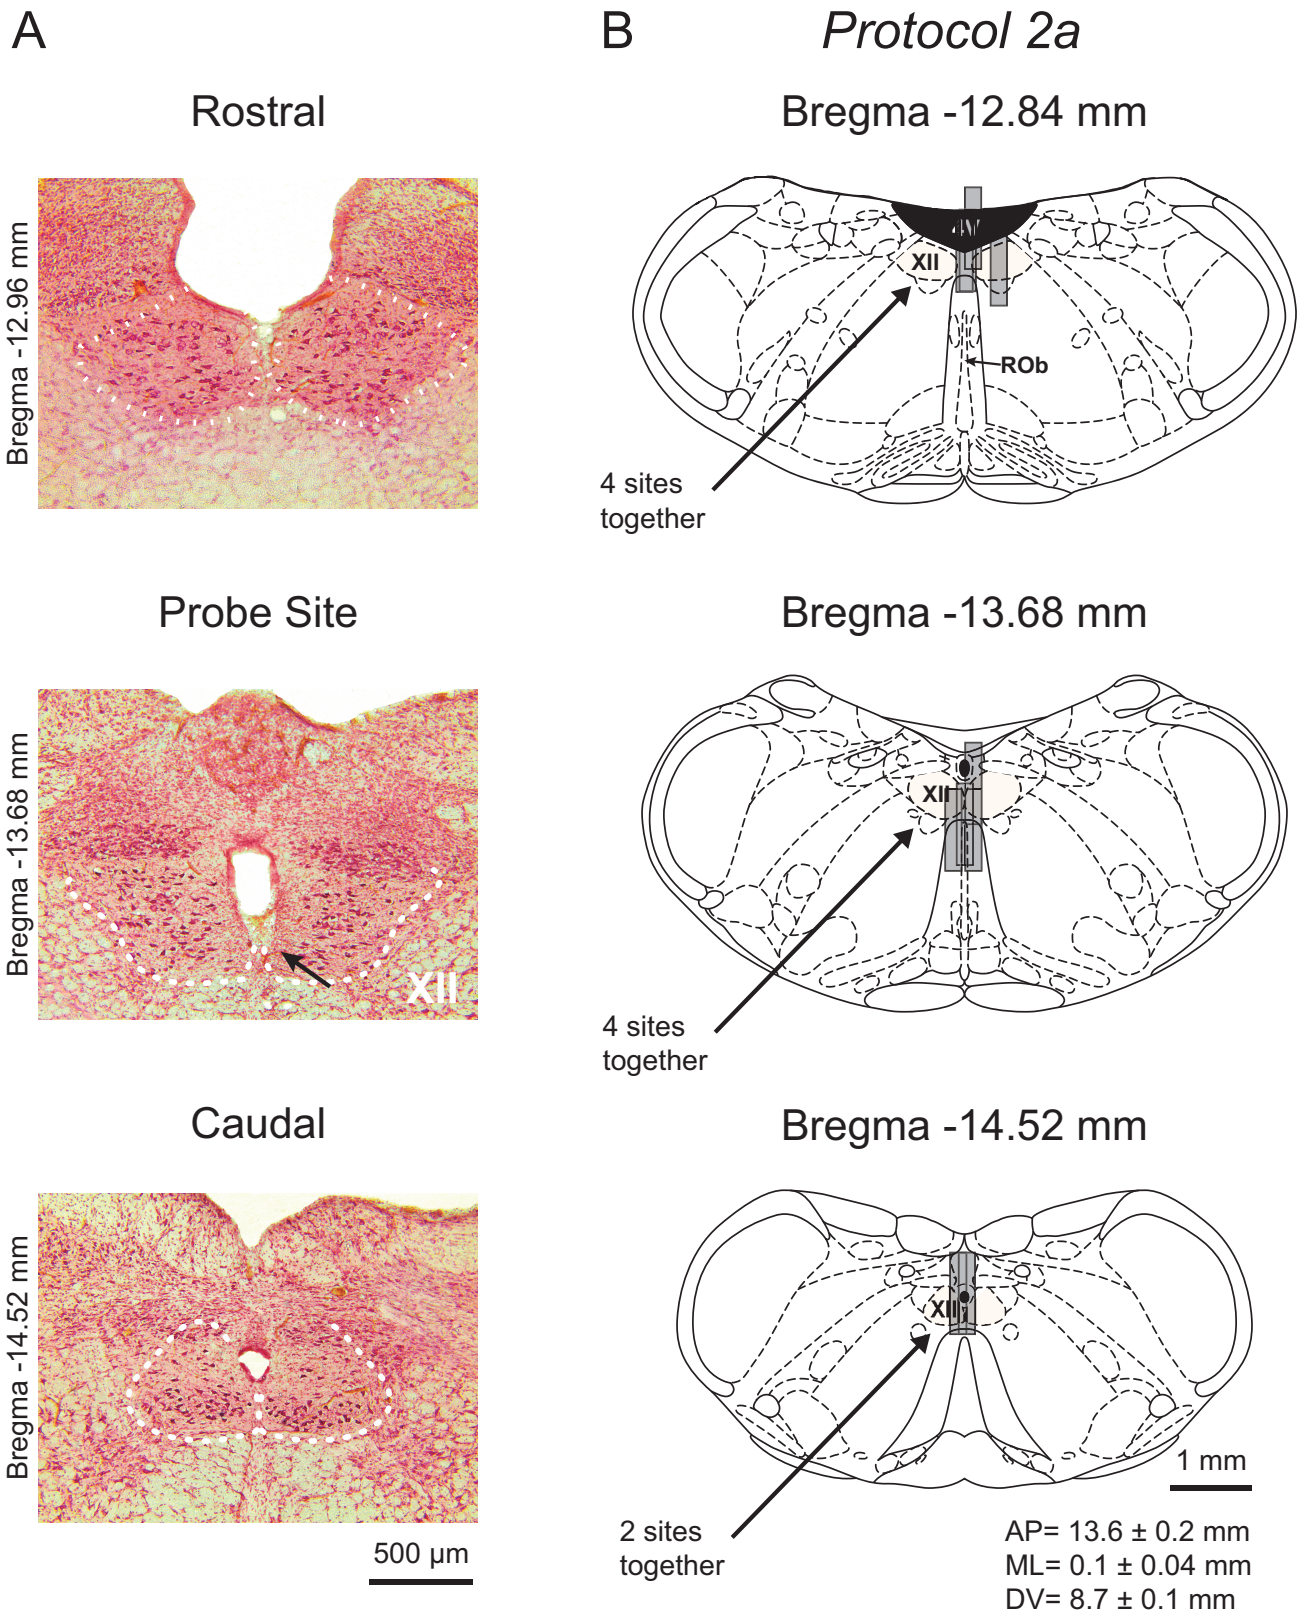 A
B
Protocol 2a
Rostral
Bregma -12.96 mm
Bregma -12.84 mm
4V
XII
ROb
4 sites
together
Probe Site
Bregma -13.68 mm
XII
Bregma -13.68 mm
XII
4 sites
together
Caudal
Bregma -14.52 mm
500 µm
Bregma -14.52 mm
XII
1 mm
2 sites
together
AP= 13.6 ± 0.2 mm
ML= 0.1 ± 0.04 mm
DV= 8.7 ± 0.1 mm